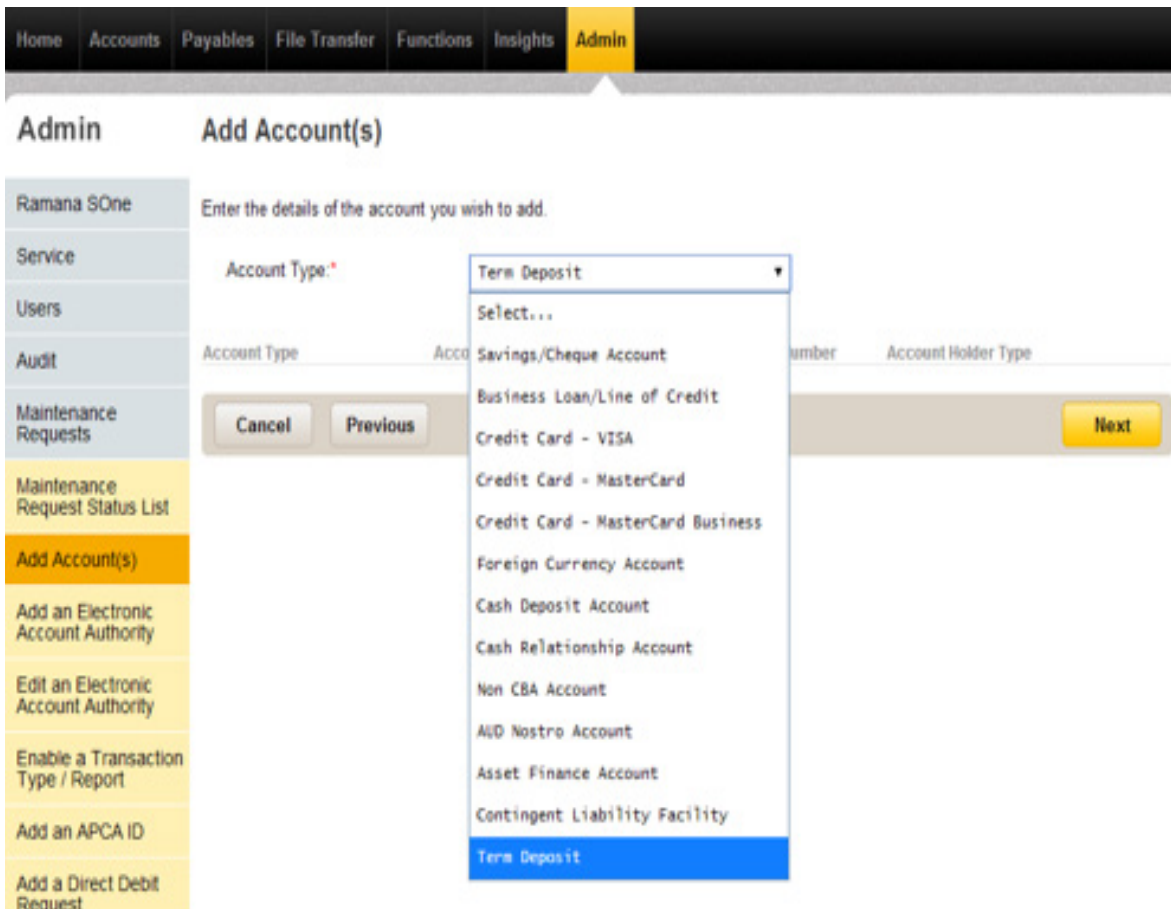 Home Accounts Payables File Transfer Functions Insights Admin
Admin
Ramana SOne
Service
Users
Audit
Maintenance
Requests
Maintenance
Request Status List
Add Account(s)
Add an Electronic
Account Authority
Edit an Electronic
Account Authority
Enable a Transaction
Type / Report
Add an APCA ID
Add a Direct Debit
Request
Add Account(s)
Enter the details of the account you wish to add.
Account Type:* Term Deposit
Select...
Savings/Cheque Account
Business Loan/Line of Credit
Credit Card - VISA
Credit Card - MasterCard
Credit Card - MasterCard Business
Foreign Currency Account
Cash Deposit Account
Cash Relationship Account
Non CBA Account
AUD Nostro Account
Asset Finance Account
Contingent Liability Facility
Term Deposit
Account Type Acco umber Account Holder Type
Cancel Previous Next